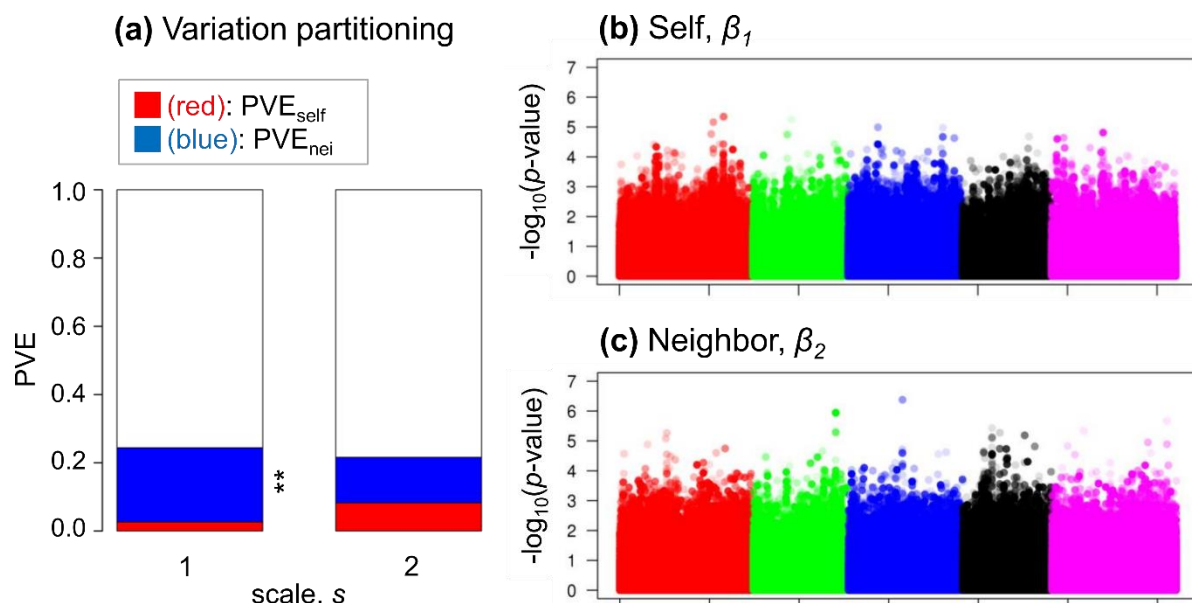 (a) Variation partitioning
(red): PVEself
(blue): PVEnei
1.0
0.8
0.6
0.4
0.2
0.0
PVE
**
1
2
scale, s
(b) Self, β1
7
6
5
4
3
2
1
0
-log10(p-value)
(c) Neighbor, β2
7
6
5
4
3
2
1
0
-log10(p-value)